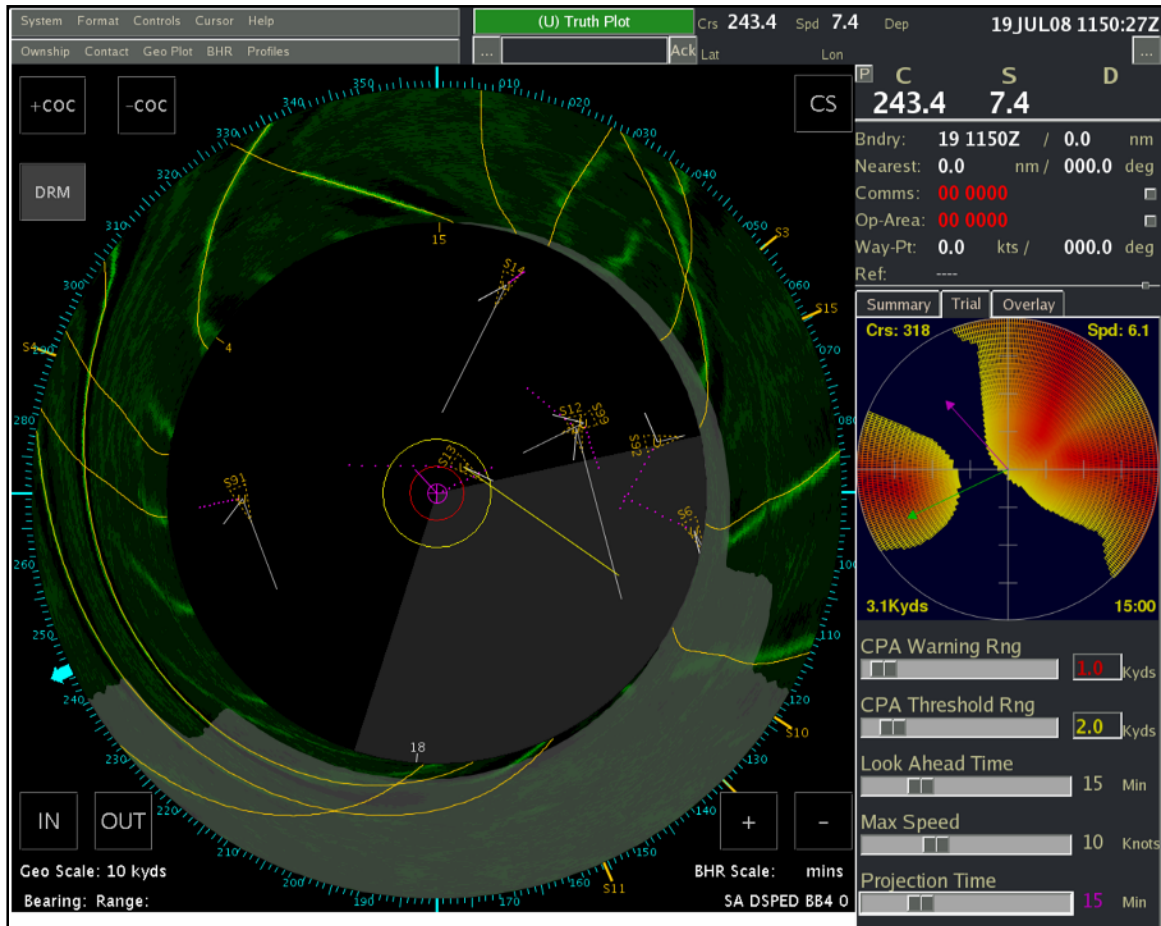 System Format Controls Cursor Help
(U) Truth Plot
Crs 243.4 Spd 7.4 Dep
19 JUL08 1150:27Z
Ownship Contact Geo Plot BHR Profiles
... Ack Lat Lon ...
+COC
-COC
CS
DRM
P C S D
243.4 7.4
Bndry: 19 1150Z / 0.0 nm
Nearest: 0.0 nm / 000.0 deg
Comms: 00 0000
Op-Area: 00 0000
Way-Pt: 0.0 kts / 000.0 deg
Ref: ----
Summary Trial Overlay
Crs: 318 Spd: 6.1
3.1Kyds 15:00
CPA Warning Rng
1.0 Kyds
CPA Threshold Rng
2.0 Kyds
Look Ahead Time
15 Min
Max Speed
10 Knots
Projection Time
15 Min
350 010
340 020
330 030
320 040
310 050
300 060
290 070
280 080
260 100
250 110
240
230 130
220
210
200 160
190 170
S3
S15
S4
S10
S11
15
4
18
S14
S12
S99
S92
S13
S91
IN OUT + -
Geo Scale: 10 kyds
BHR Scale: mins
Bearing: Range:
SA DSPED BB4 0